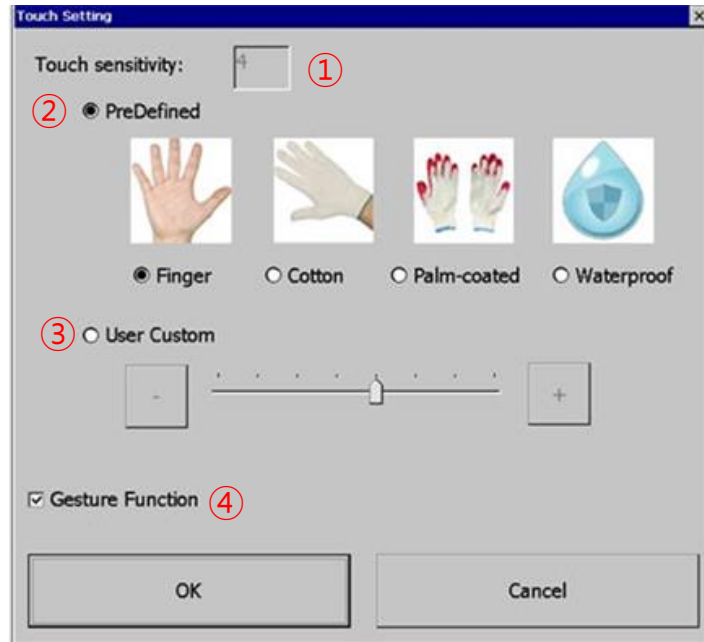 Touch Setting
Touch sensitivity: 4 ①
② PreDefined
Finger Cotton Palm-coated Waterproof
③ User Custom
- +
Gesture Function ④
OK Cancel